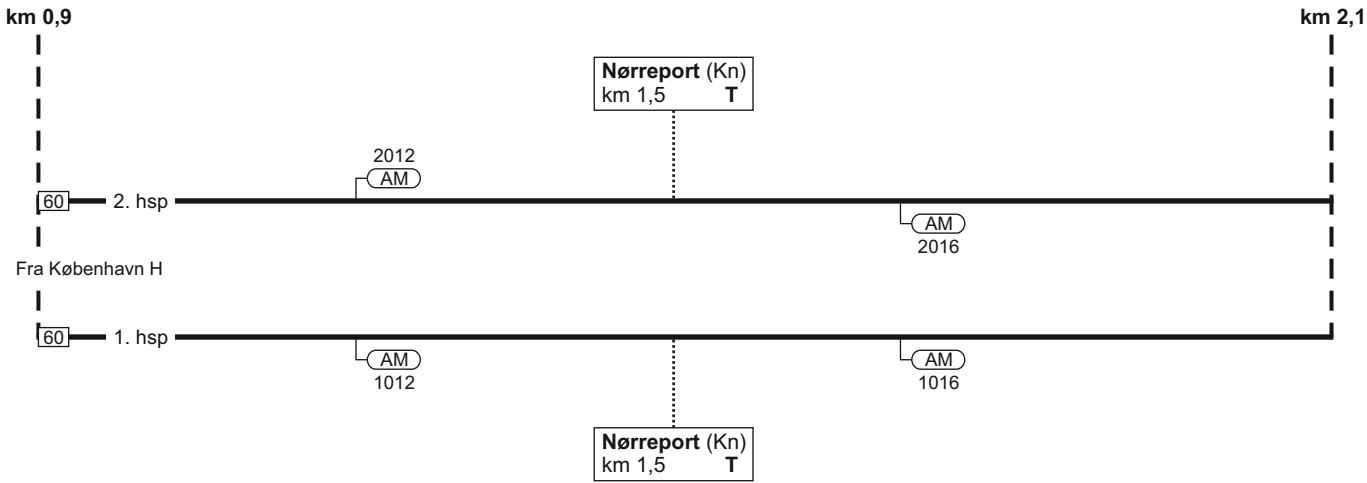 km 0,9
km 2,1
Nørreport (Kn)
km 1,5 T
2012
AM
60 2. hsp
AM
2016
Fra København H
60 1. hsp
AM
1012
AM
1016
Nørreport (Kn)
km 1,5 T